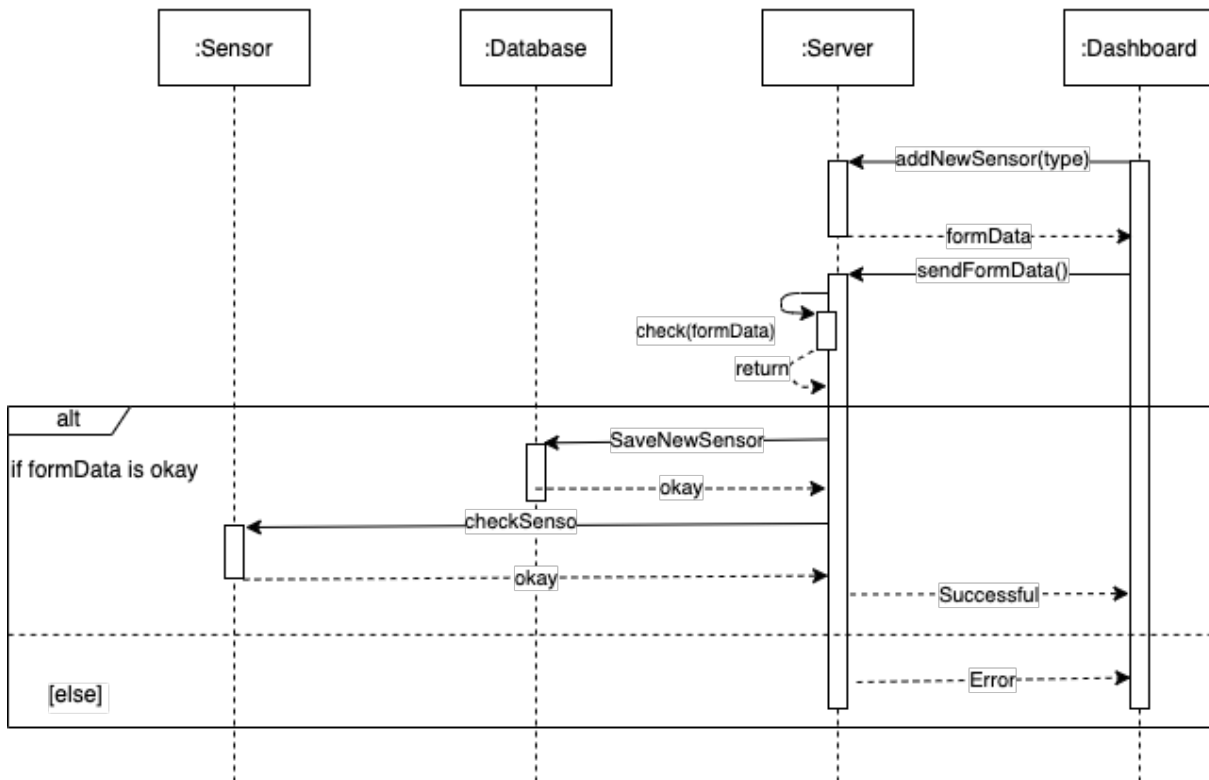 :Sensor
:Database
:Server
:Dashboard
addNewSensor(type)
formData
sendFormData()
check(formData)
return
alt
SaveNewSensor
if formData is okay
okay
checkSenso
okay
Successful
Error
[else]